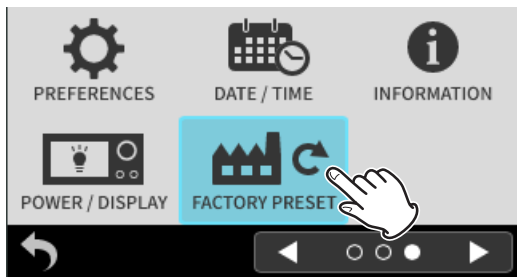 PREFERENCES
DATE / TIME
INFORMATION
POWER / DISPLAY
FACTORY PRESET